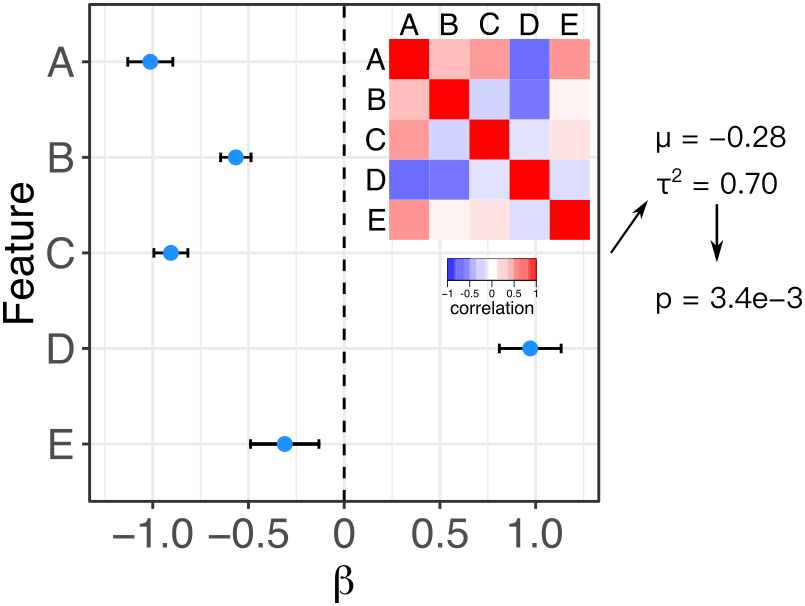 A B C D E
A
B
C
D
E
−1 -0.5 0 0.5 1
correlation
Feature
A
B
C
D
E
−1.0 −0.5 0 0.5 1.0
β
μ = −0.28
τ² = 0.70
p = 3.4e−3